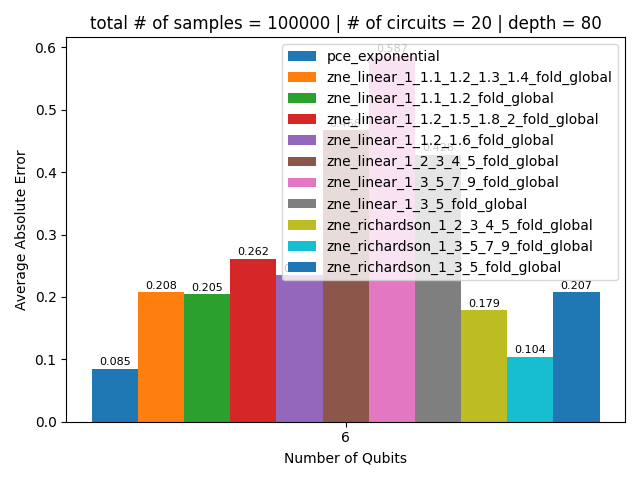 total # of samples = 100000 | # of circuits = 20 | depth = 80
0.6
0.5
0.4
0.3
0.2
0.1
0.0
Average Absolute Error
0.085
0.208
0.205
0.262
0.587
0.179
0.104
0.207
pce_exponential
zne_linear_1_1.1_1.2_1.3_1.4_fold_global
zne_linear_1_1.1_1.2_fold_global
zne_linear_1_1.2_1.5_1.8_2_fold_global
zne_linear_1_1.2_1.6_fold_global
zne_linear_1_2_3_4_5_fold_global
zne_linear_1_3_5_7_9_fold_global
zne_linear_1_3_5_fold_global
zne_richardson_1_2_3_4_5_fold_global
zne_richardson_1_3_5_7_9_fold_global
zne_richardson_1_3_5_fold_global
6
Number of Qubits